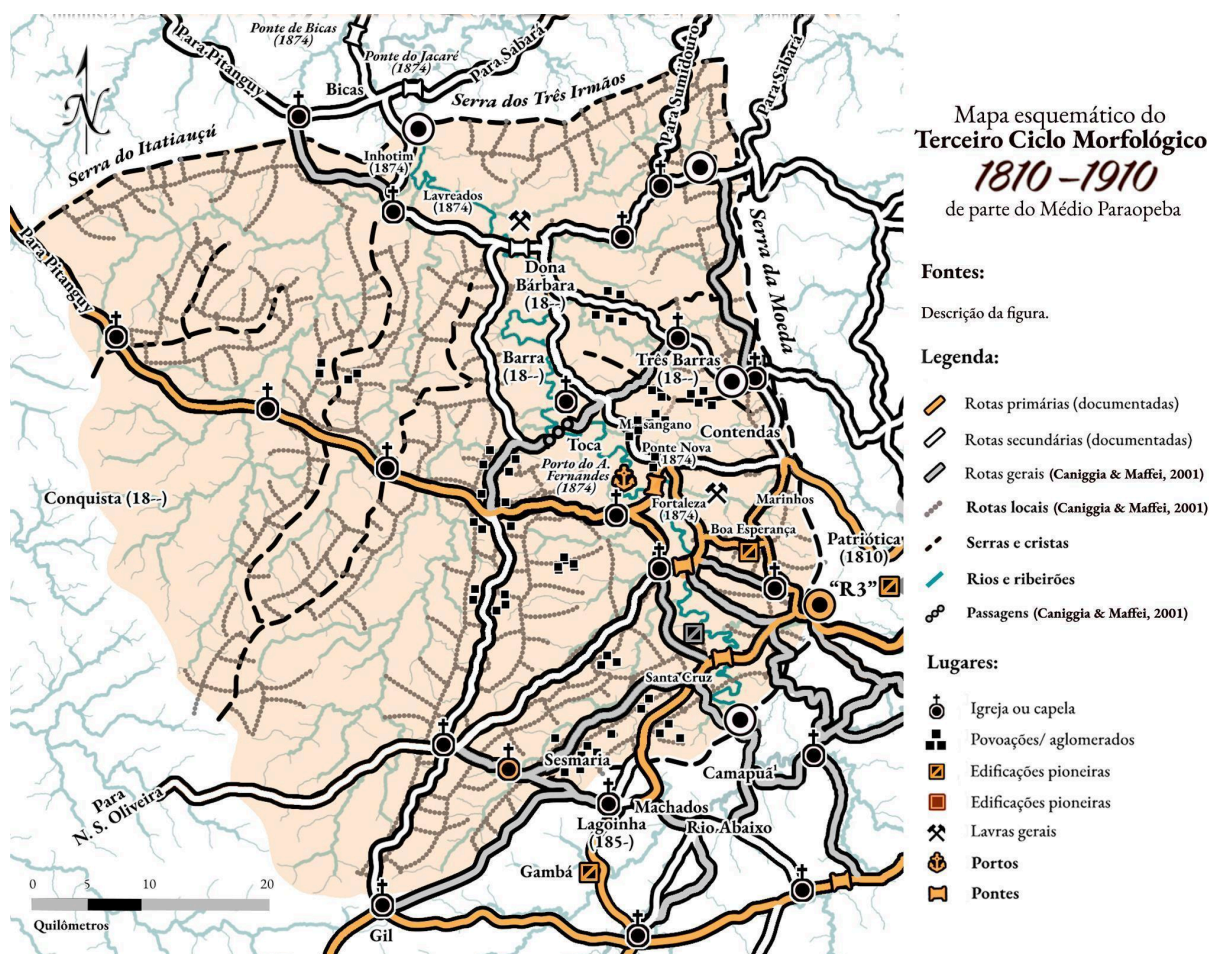 Ponte de Bicas
(1874)
Para Pitanguy
Ponte do Jacaré
(1874)
Para Sabará
Para Sumidouro
Para Sabará
Bicas
Serra dos Três Irmãos
N
Serra do Itatiauçú
Inhotim
(1874)
Lavreados
(1874)
Para Pitanguy
Serra da Moeda
Dona
Bárbara
(18--)
Barra
(18--)
Três Barras
(18--)
Contendas
Toca
Ponte Nova
(1874)
Porto do A.
Fernandes
(1874)
Conquista (18--)
Fortaleza
(1874)
Marinhos
Boa Esperança
Patriótica
(1810)
"R3"
Santa Cruz
Sesmaria
Camapuã¹
Para
N. S. Oliveira
Machados
Lagoinha
(185-)
Rio Abaixo
Gambá
Gil
0 5 10 20
Quilômetros
Mapa esquemático do
Terceiro Ciclo Morfológico
1810 – 1910
de parte do Médio Paraopeba
Fontes:
Descrição da figura.
Legenda:
Rotas primárias (documentadas)
Rotas secundárias (documentadas)
Rotas gerais (Caniggia & Maffei, 2001)
Rotas locais (Caniggia & Maffei, 2001)
Serras e cristas
Rios e ribeirões
Passagens (Caniggia & Maffei, 2001)
Lugares:
Igreja ou capela
Povoações/ aglomerados
Edificações pioneiras
Edificações pioneiras
Lavras gerais
Portos
Pontes